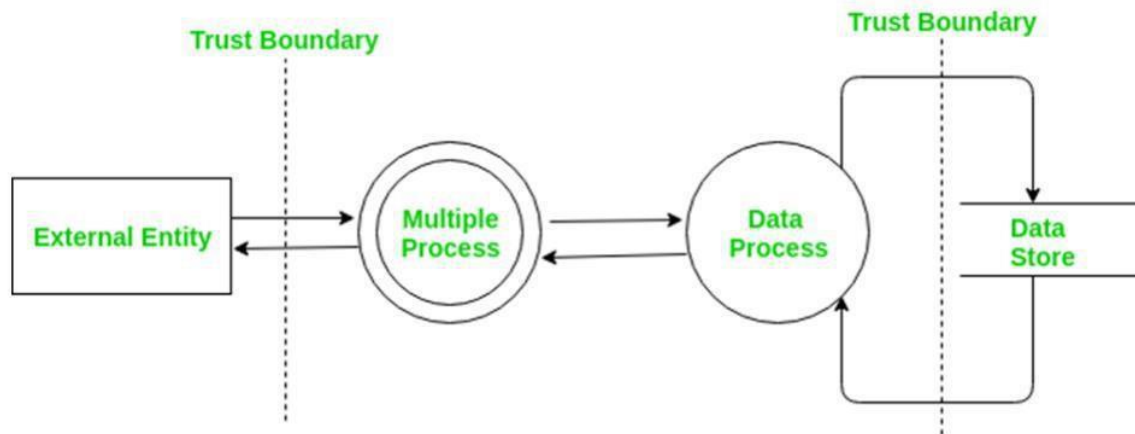 Trust Boundary
Trust Boundary
External Entity
Multiple
Process
Data
Process
Data
Store